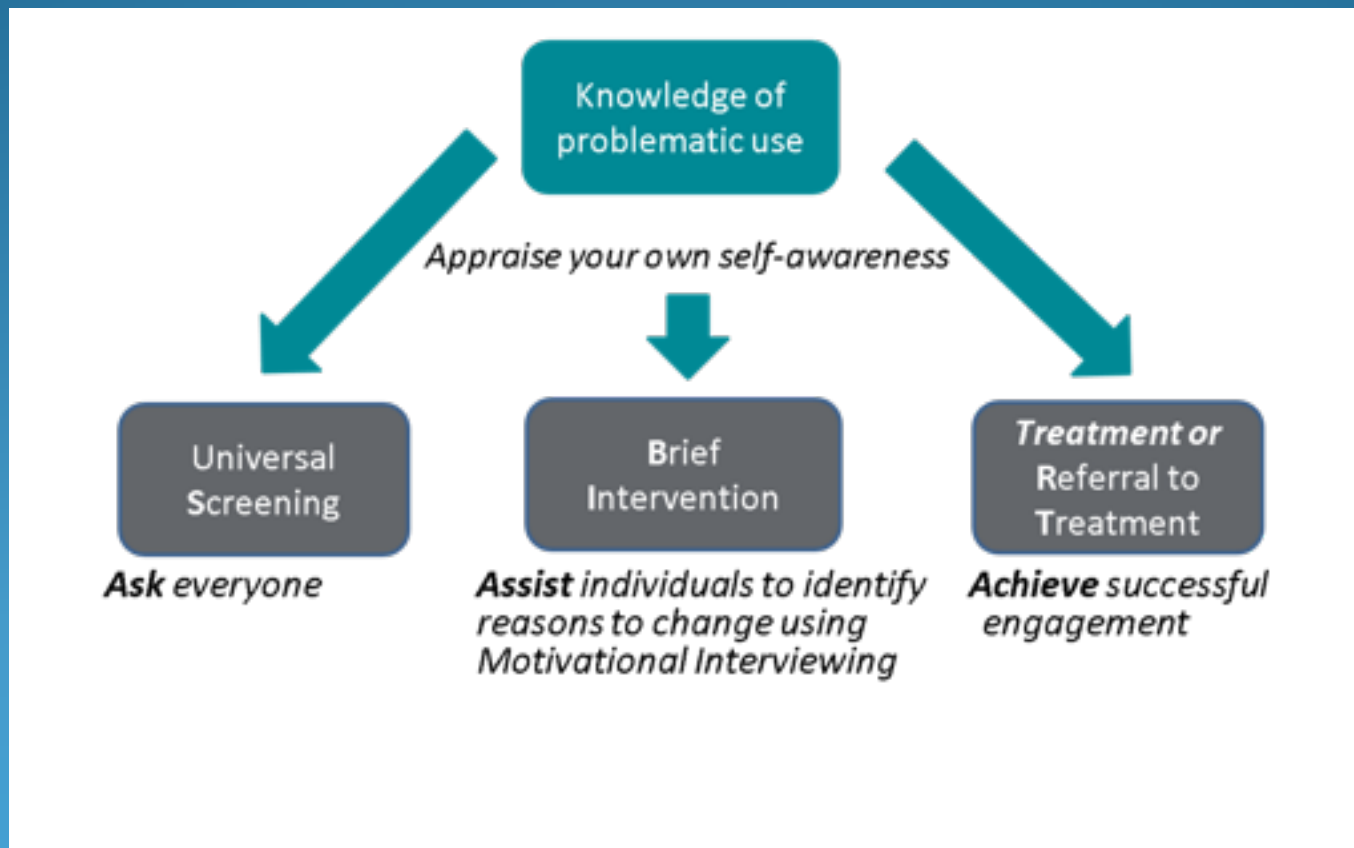 Knowledge of
problematic use
Appraise your own self-awareness
Universal
Screening
Ask everyone
Brief
Intervention
Assist individuals to identify
reasons to change using
Motivational Interviewing
Treatment or
Referral to
Treatment
Achieve successful
engagement